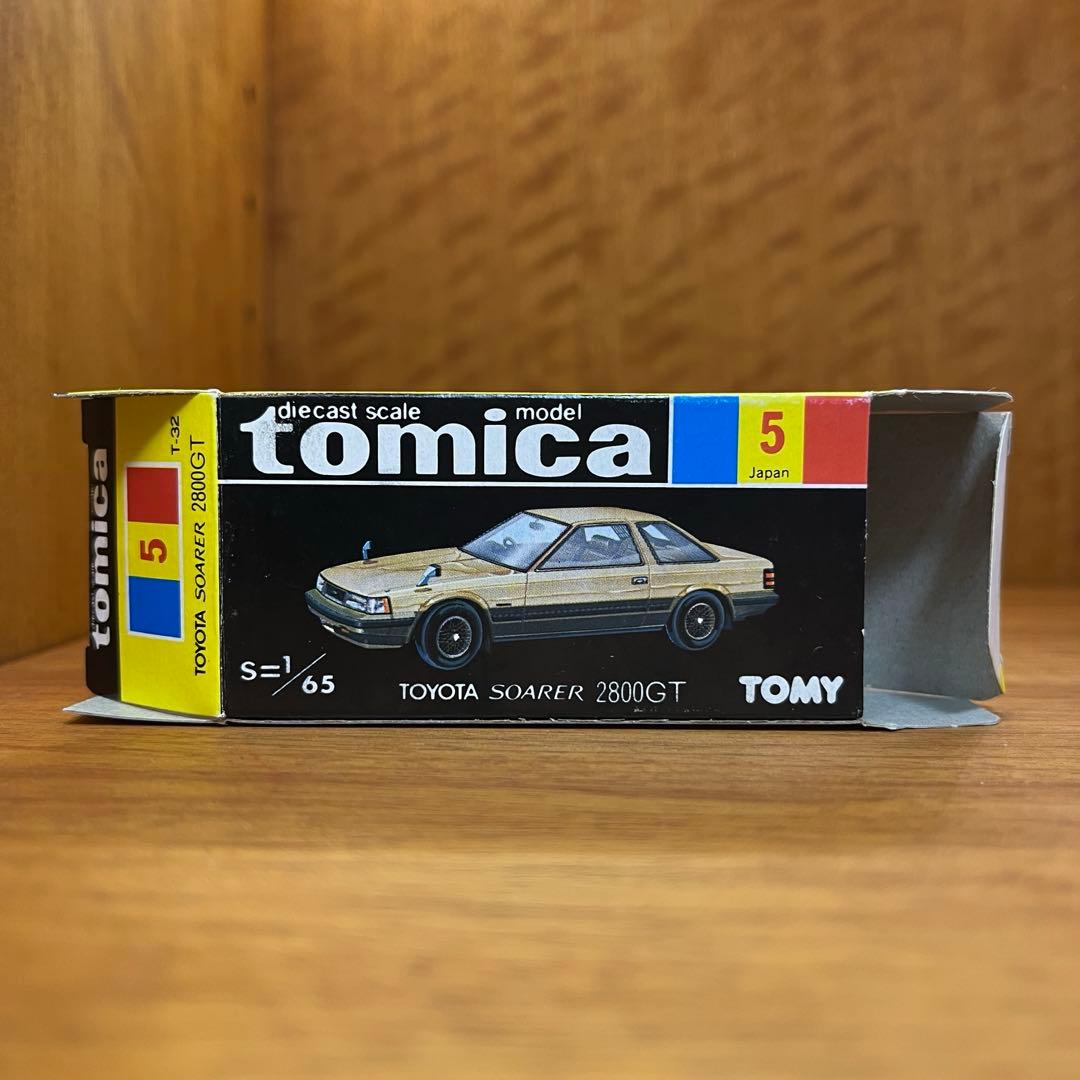 diecast scale model
tomica
5
Japan
S=1/65
TOYOTA SOARER 2800GT
TOMY
tomica
5
T-32
TOYOTA SOARER 2800GT